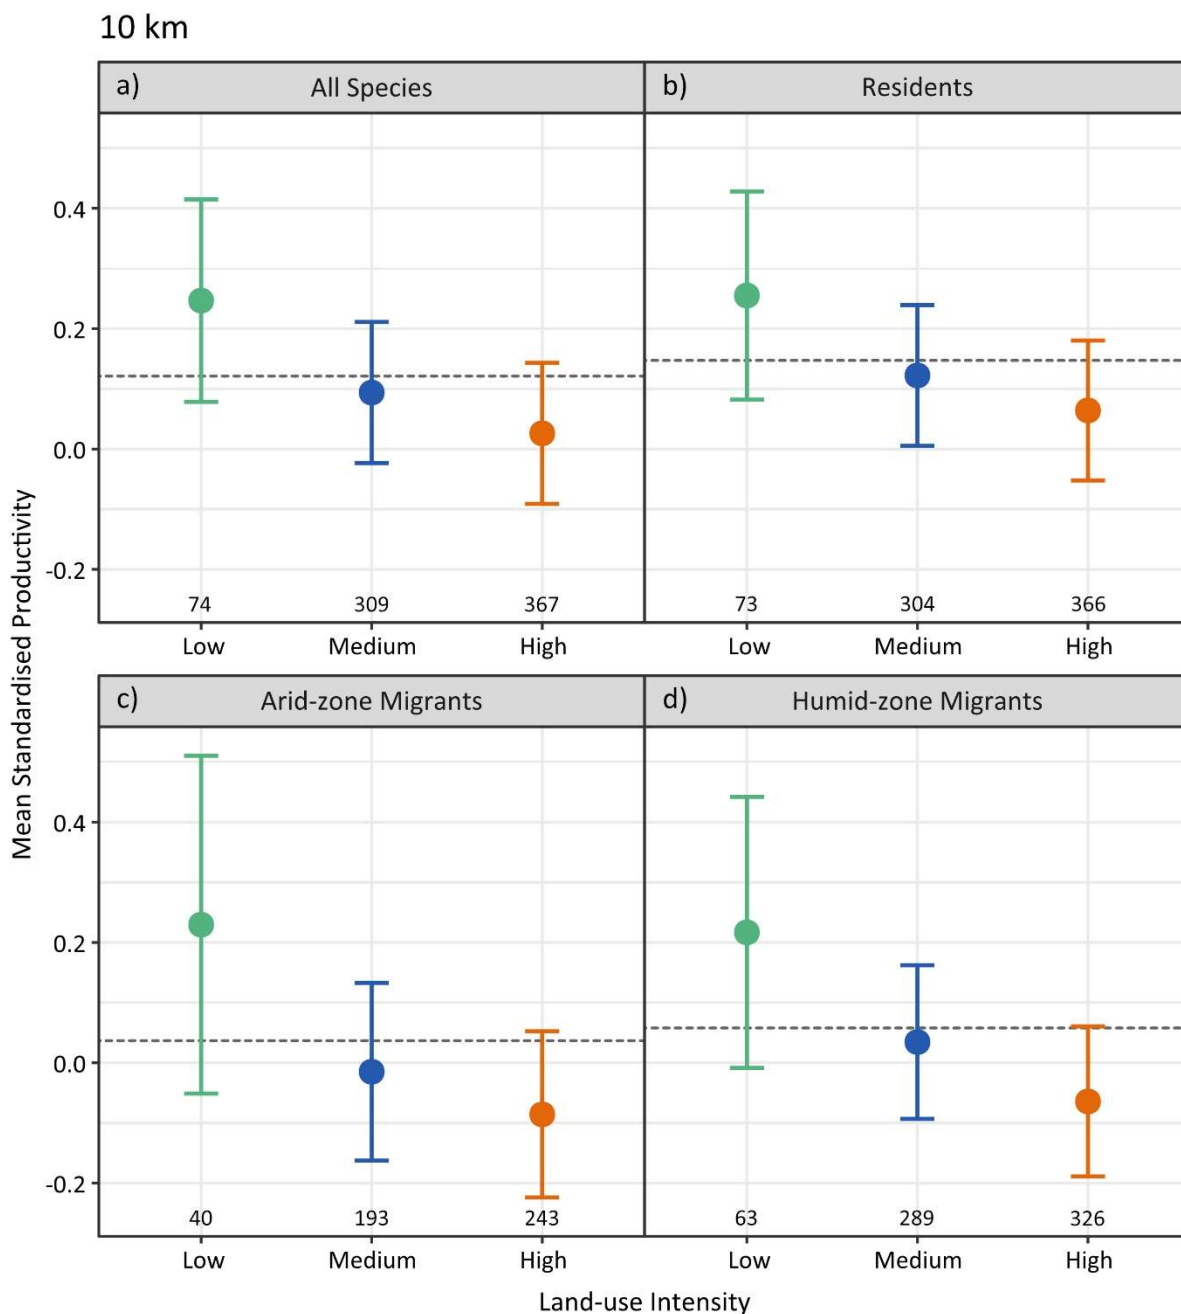 10 km
a) All Species
b) Residents
0.4
0.2
0.0
-0.2
74 309 367
73 304 366
Low Medium High
Low Medium High
c) Arid-zone Migrants
d) Humid-zone Migrants
0.4
0.2
0.0
-0.2
40 193 243
63 289 326
Low Medium High
Low Medium High
Mean Standardised Productivity
Land-use Intensity